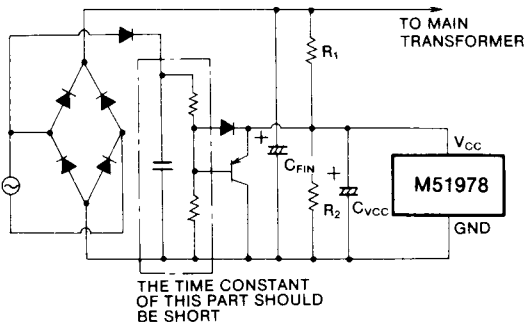 TO MAIN
TRANSFORMER
R1
CFIN
R2
CVCC
VCC
M51978
GND
THE TIME CONSTANT
OF THIS PART SHOULD
BE SHORT